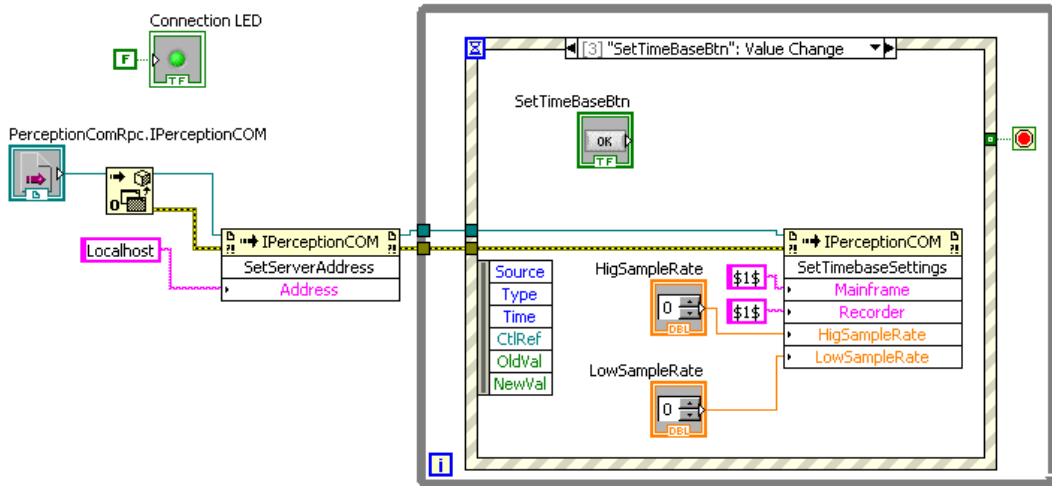 Connection LED
F
TF
[3] "SetTimeBaseBtn": Value Change
SetTimeBaseBtn
OK
TF
PerceptionComRpc.IPerceptionCOM
0
Localhost
?!
IPerceptionCOM
?!
SetServerAddress
Address
Source
Type
Time
CtlRef
OldVal
NewVal
HigSampleRate
0
DBL
LowSampleRate
0
DBL
$1$
$1$
?!
IPerceptionCOM
?!
SetTimebaseSettings
Mainframe
Recorder
HigSampleRate
LowSampleRate
i